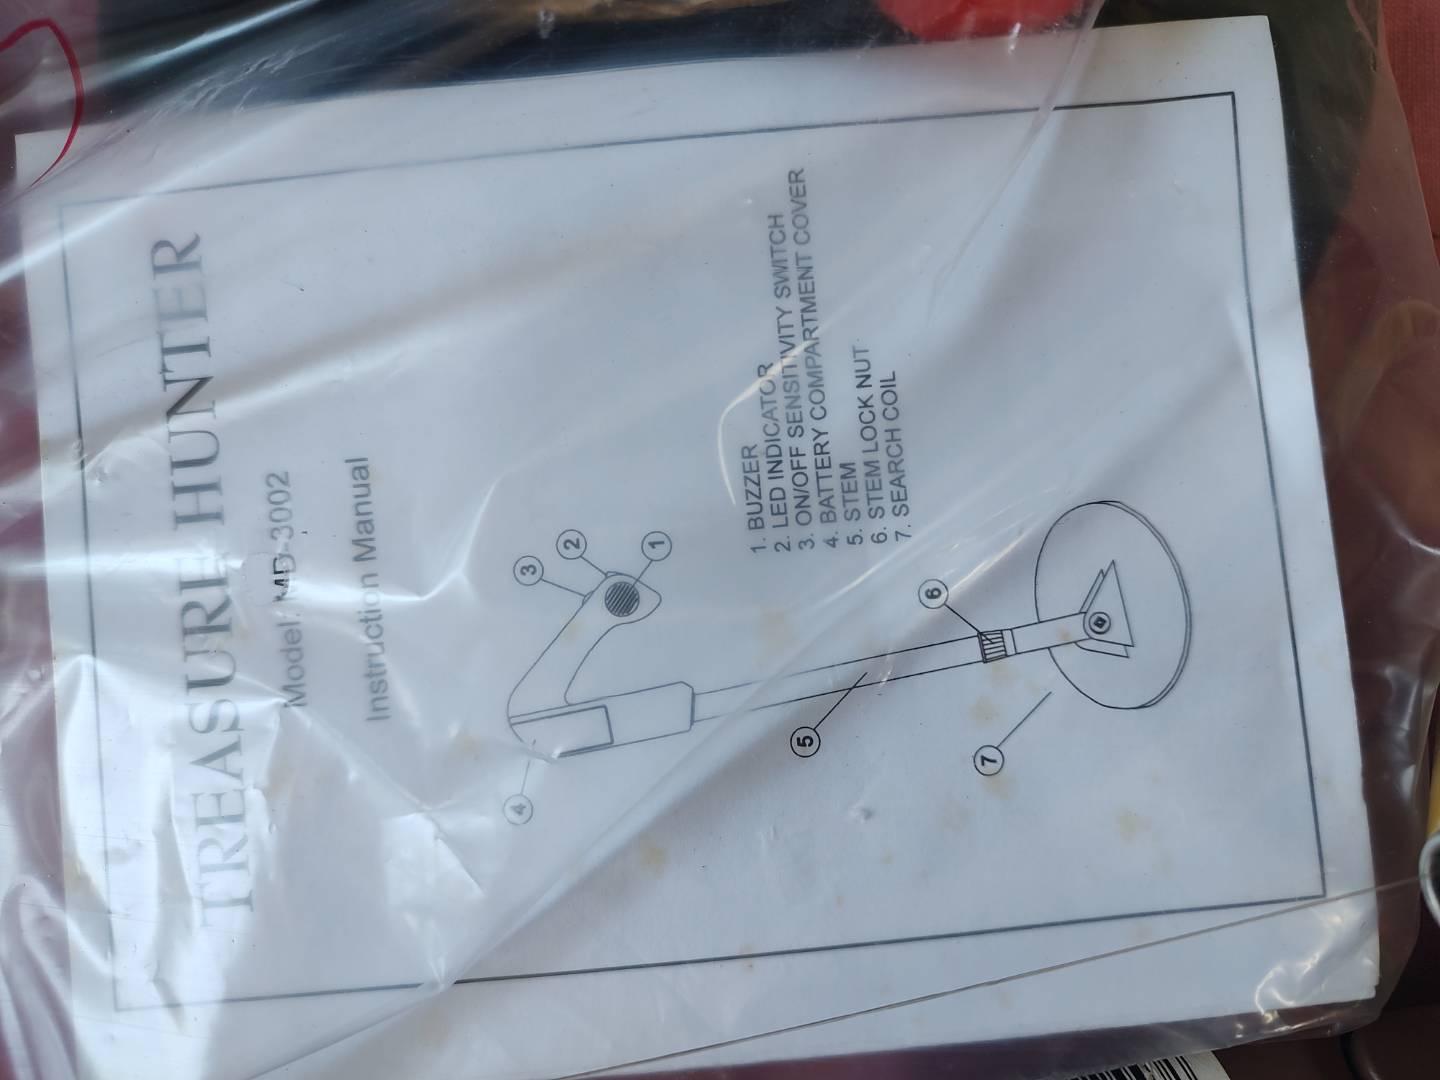 TREASURE HUNTER
Model: MD-3002
Instruction Manual
3
2
1
4
1. BUZZER
2. LED INDICATOR
3. ON/OFF SENSITIVITY SWITCH
4. BATTERY COMPARTMENT COVER
5. STEM
6. STEM LOCK NUT
7. SEARCH COIL
5
6
7